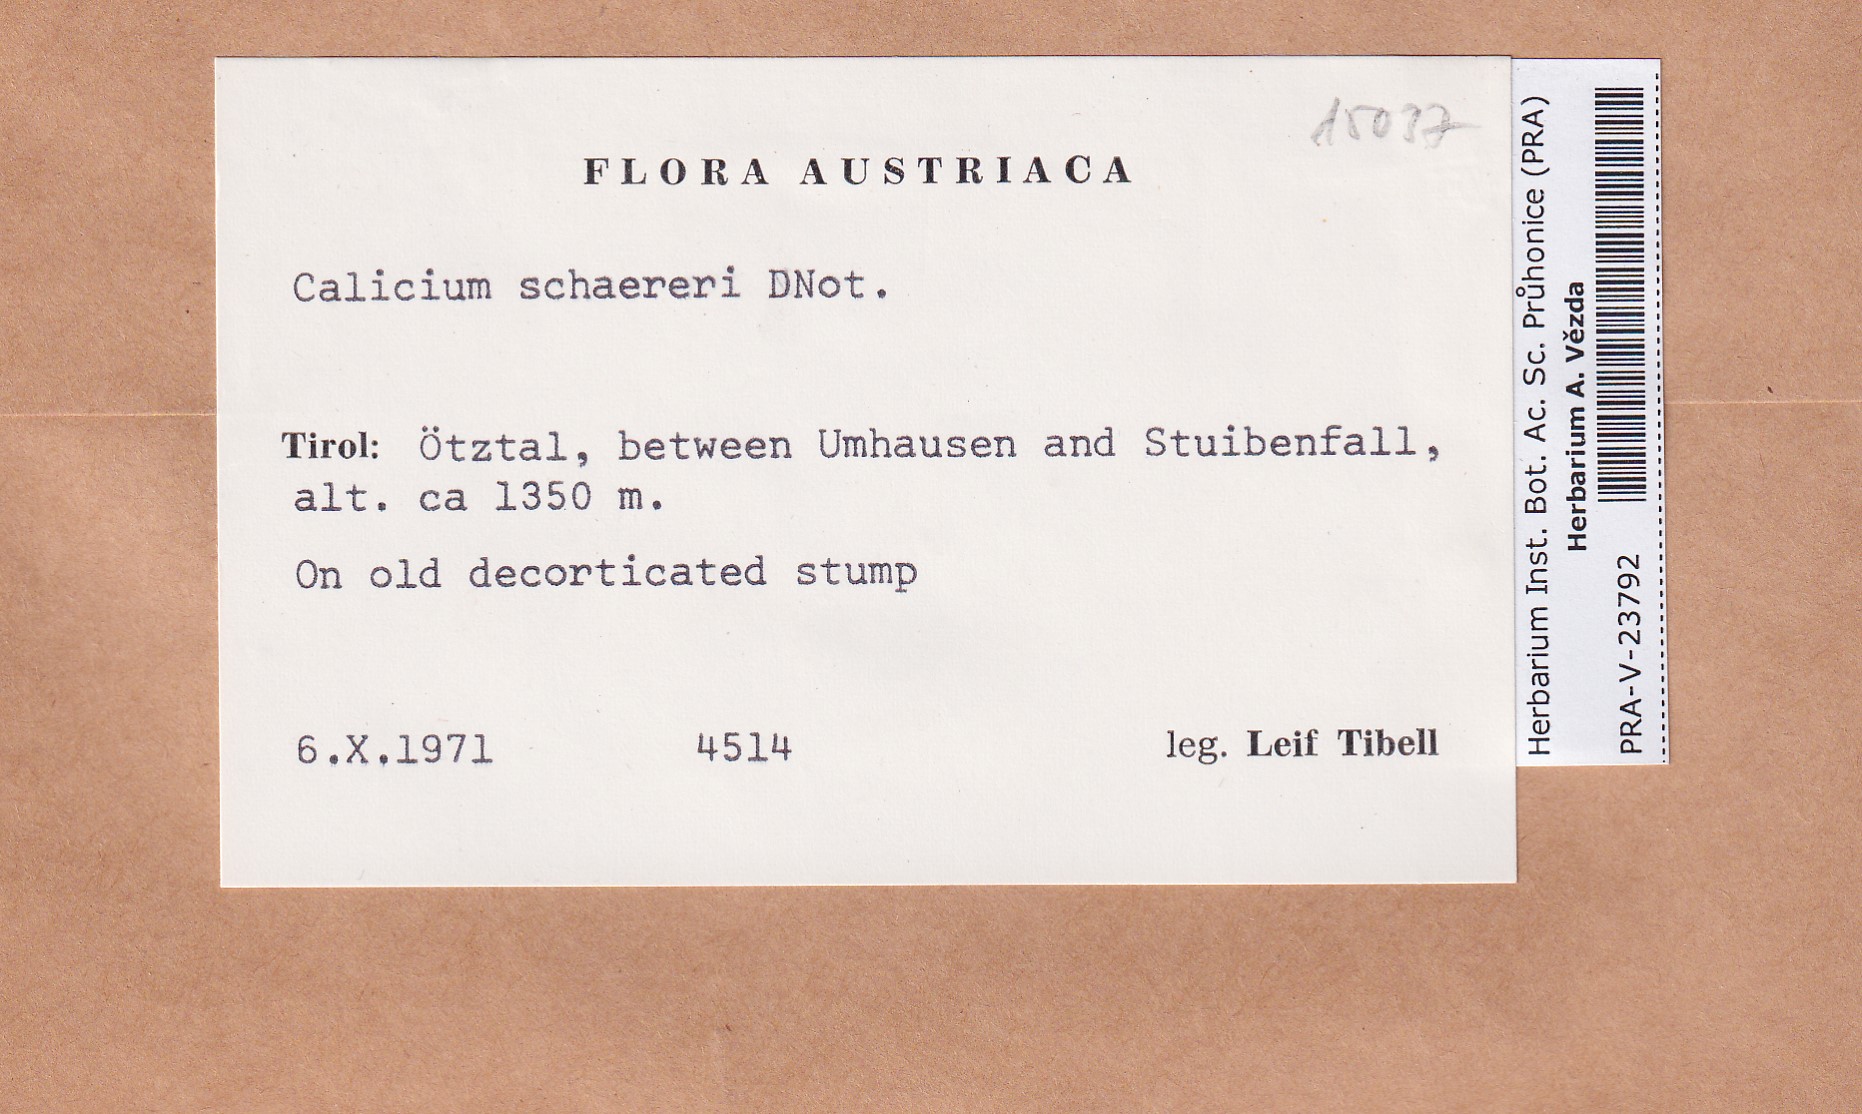 15037
FLORA AUSTRIACA
Calicium schaereri DNot.
Tirol: Ötztal, between Umhausen and Stuibenfall,
alt. ca 1350 m.
On old decorticated stump
6.X.1971 4514 leg. Leif Tibell
Herbarium Inst. Bot. Ac. Sc. Průhonice (PRA)
Herbarium A. Vězda
PRA-V-23792